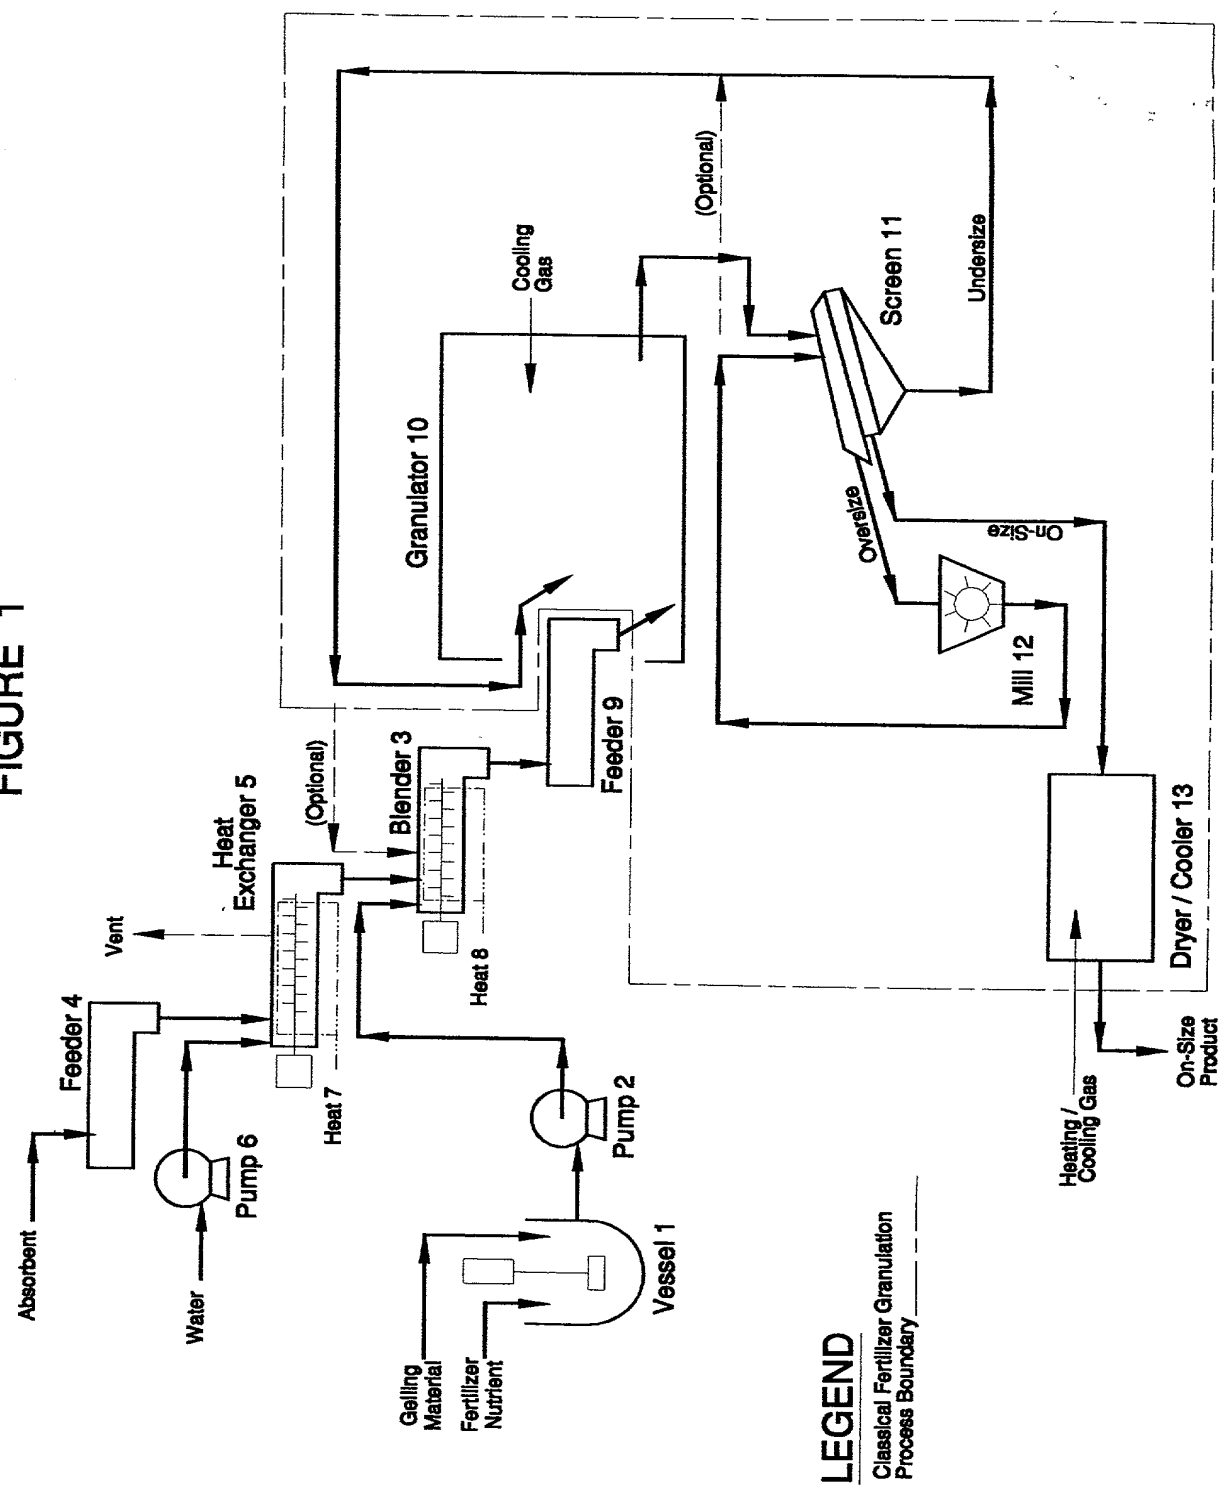 FIGURE 1
Absorbent
Feeder 4
Water
Pump 6
Vent
Heat
Exchanger 5
Heat 7
(Optional)
Blender 3
Heat 8
Gelling
Material
Fertilizer
Nutrient
Vessel 1
Pump 2
Feeder 9
Granulator 10
Cooling
Gas
(Optional)
Screen 11
Undersize
Oversize
On-Size
Mill 12
Dryer / Cooler 13
Heating /
Cooling Gas
On-Size
Product
LEGEND
Classical Fertilizer Granulation
Process Boundary